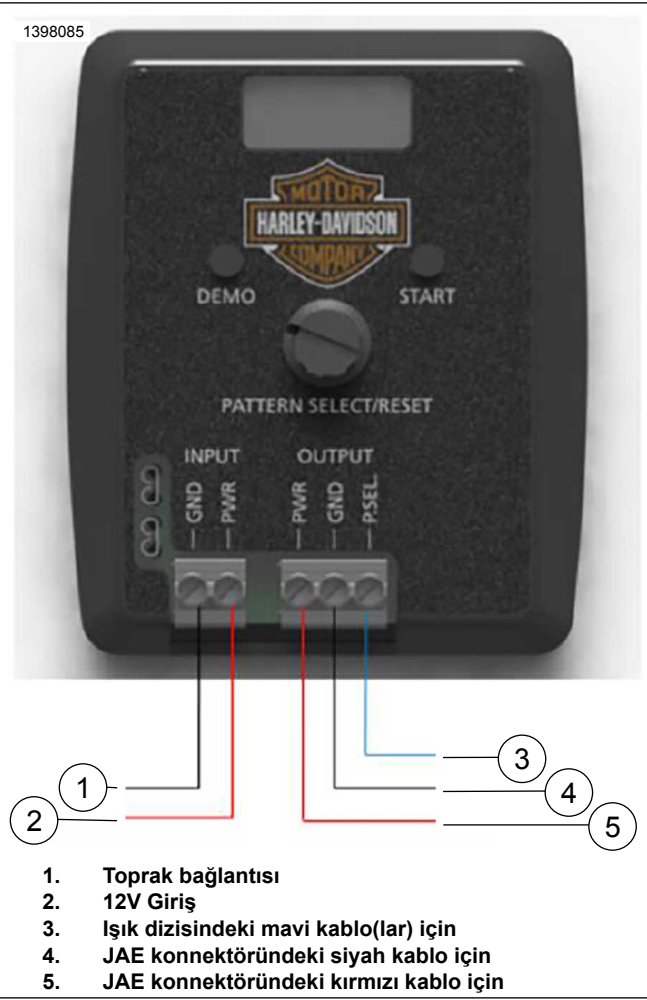 1398085
MOTOR
HARLEY-DAVIDSON
COMPANY
DEMO
START
PATTERN SELECT/RESET
INPUT
OUTPUT
GND
PWR
PWR
GND
P.SEL.
1
2
3
4
5
1. Toprak bağlantısı
2. 12V Giriş
3. Işık dizisindeki mavi kablo(lar) için
4. JAE konnektöründeki siyah kablo için
5. JAE konnektöründeki kırmızı kablo için